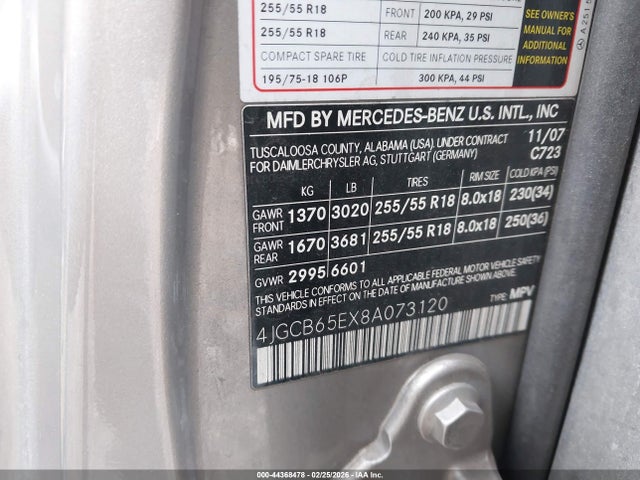 255/55 R18 FRONT 200 KPA, 29 PSI
255/55 R18 REAR 240 KPA, 35 PSI
COMPACT SPARE TIRE COLD TIRE INFLATION PRESSURE
195/75-18 106P 300 KPA, 44 PSI
SEE OWNER'S
MANUAL FOR
ADDITIONAL
INFORMATION
A 251 5
MFD BY MERCEDES-BENZ U.S. INTL., INC
TUSCALOOSA COUNTY, ALABAMA (USA). UNDER CONTRACT 11/07
FOR DAIMLERCHRYSLER AG, STUTTGART (GERMANY) C723
KG LB TIRES RIM SIZE COLD KPA (PSI)
GAWR FRONT 1370 3020 255/55 R18 8.0x18 230(34)
GAWR REAR 1670 3681 255/55 R18 8.0x18 250(36)
GVWR 2995 6601
THIS VEHICLE CONFORMS TO ALL APPLICABLE FEDERAL MOTOR VEHICLE SAFETY
STANDARDS IN EFFECT ON THE DATE OF MANUFACTURE SHOWN ABOVE.
4JGCB65EX8A073120 TYPE: MPV
000-44368478 - 02/25/2026 - IAAI.COM